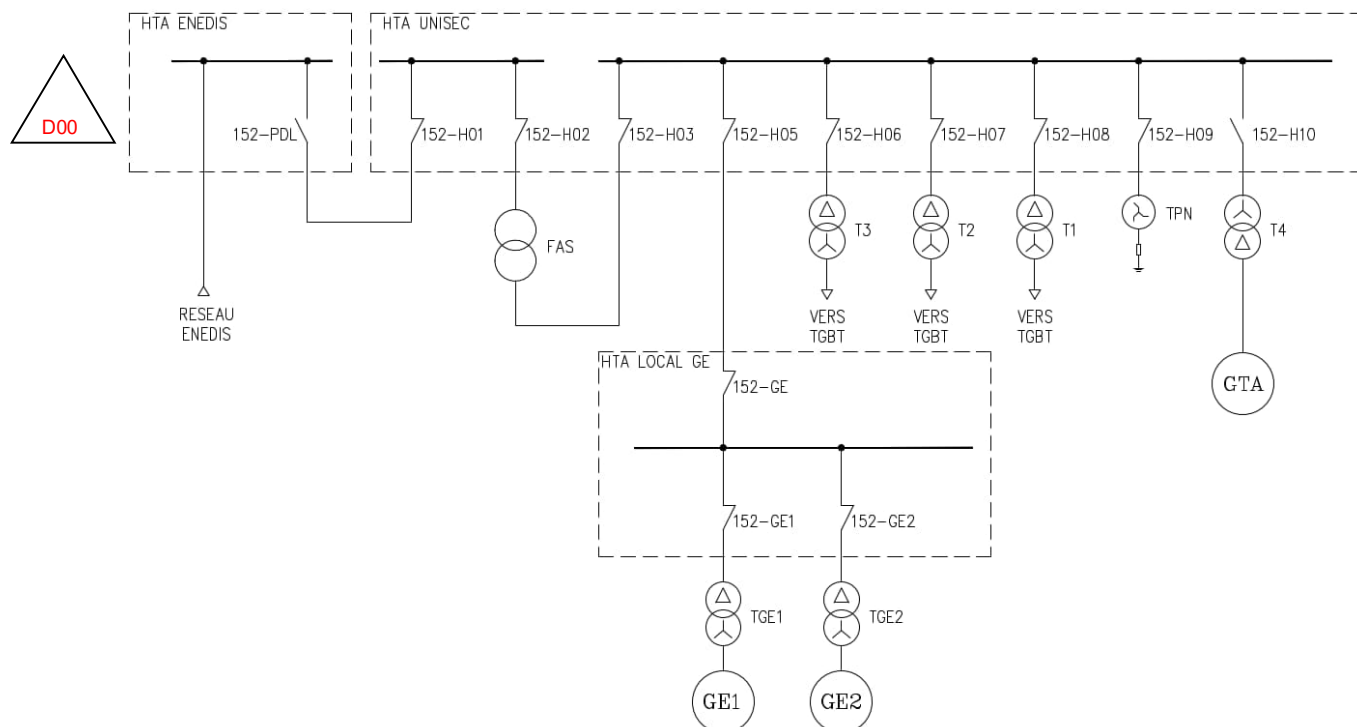 HTA ENEDIS
HTA UNISEC
D00
152-PDL
152-H01
152-H02
152-H03
152-H05
152-H06
152-H07
152-H08
152-H09
152-H10
FAS
T3
T2
T1
TPN
T4
RESEAU
ENEDIS
VERS
TGBT
VERS
TGBT
VERS
TGBT
HTA LOCAL GE
152-GE
GTA
152-GE1
152-GE2
TGE1
TGE2
GE1
GE2